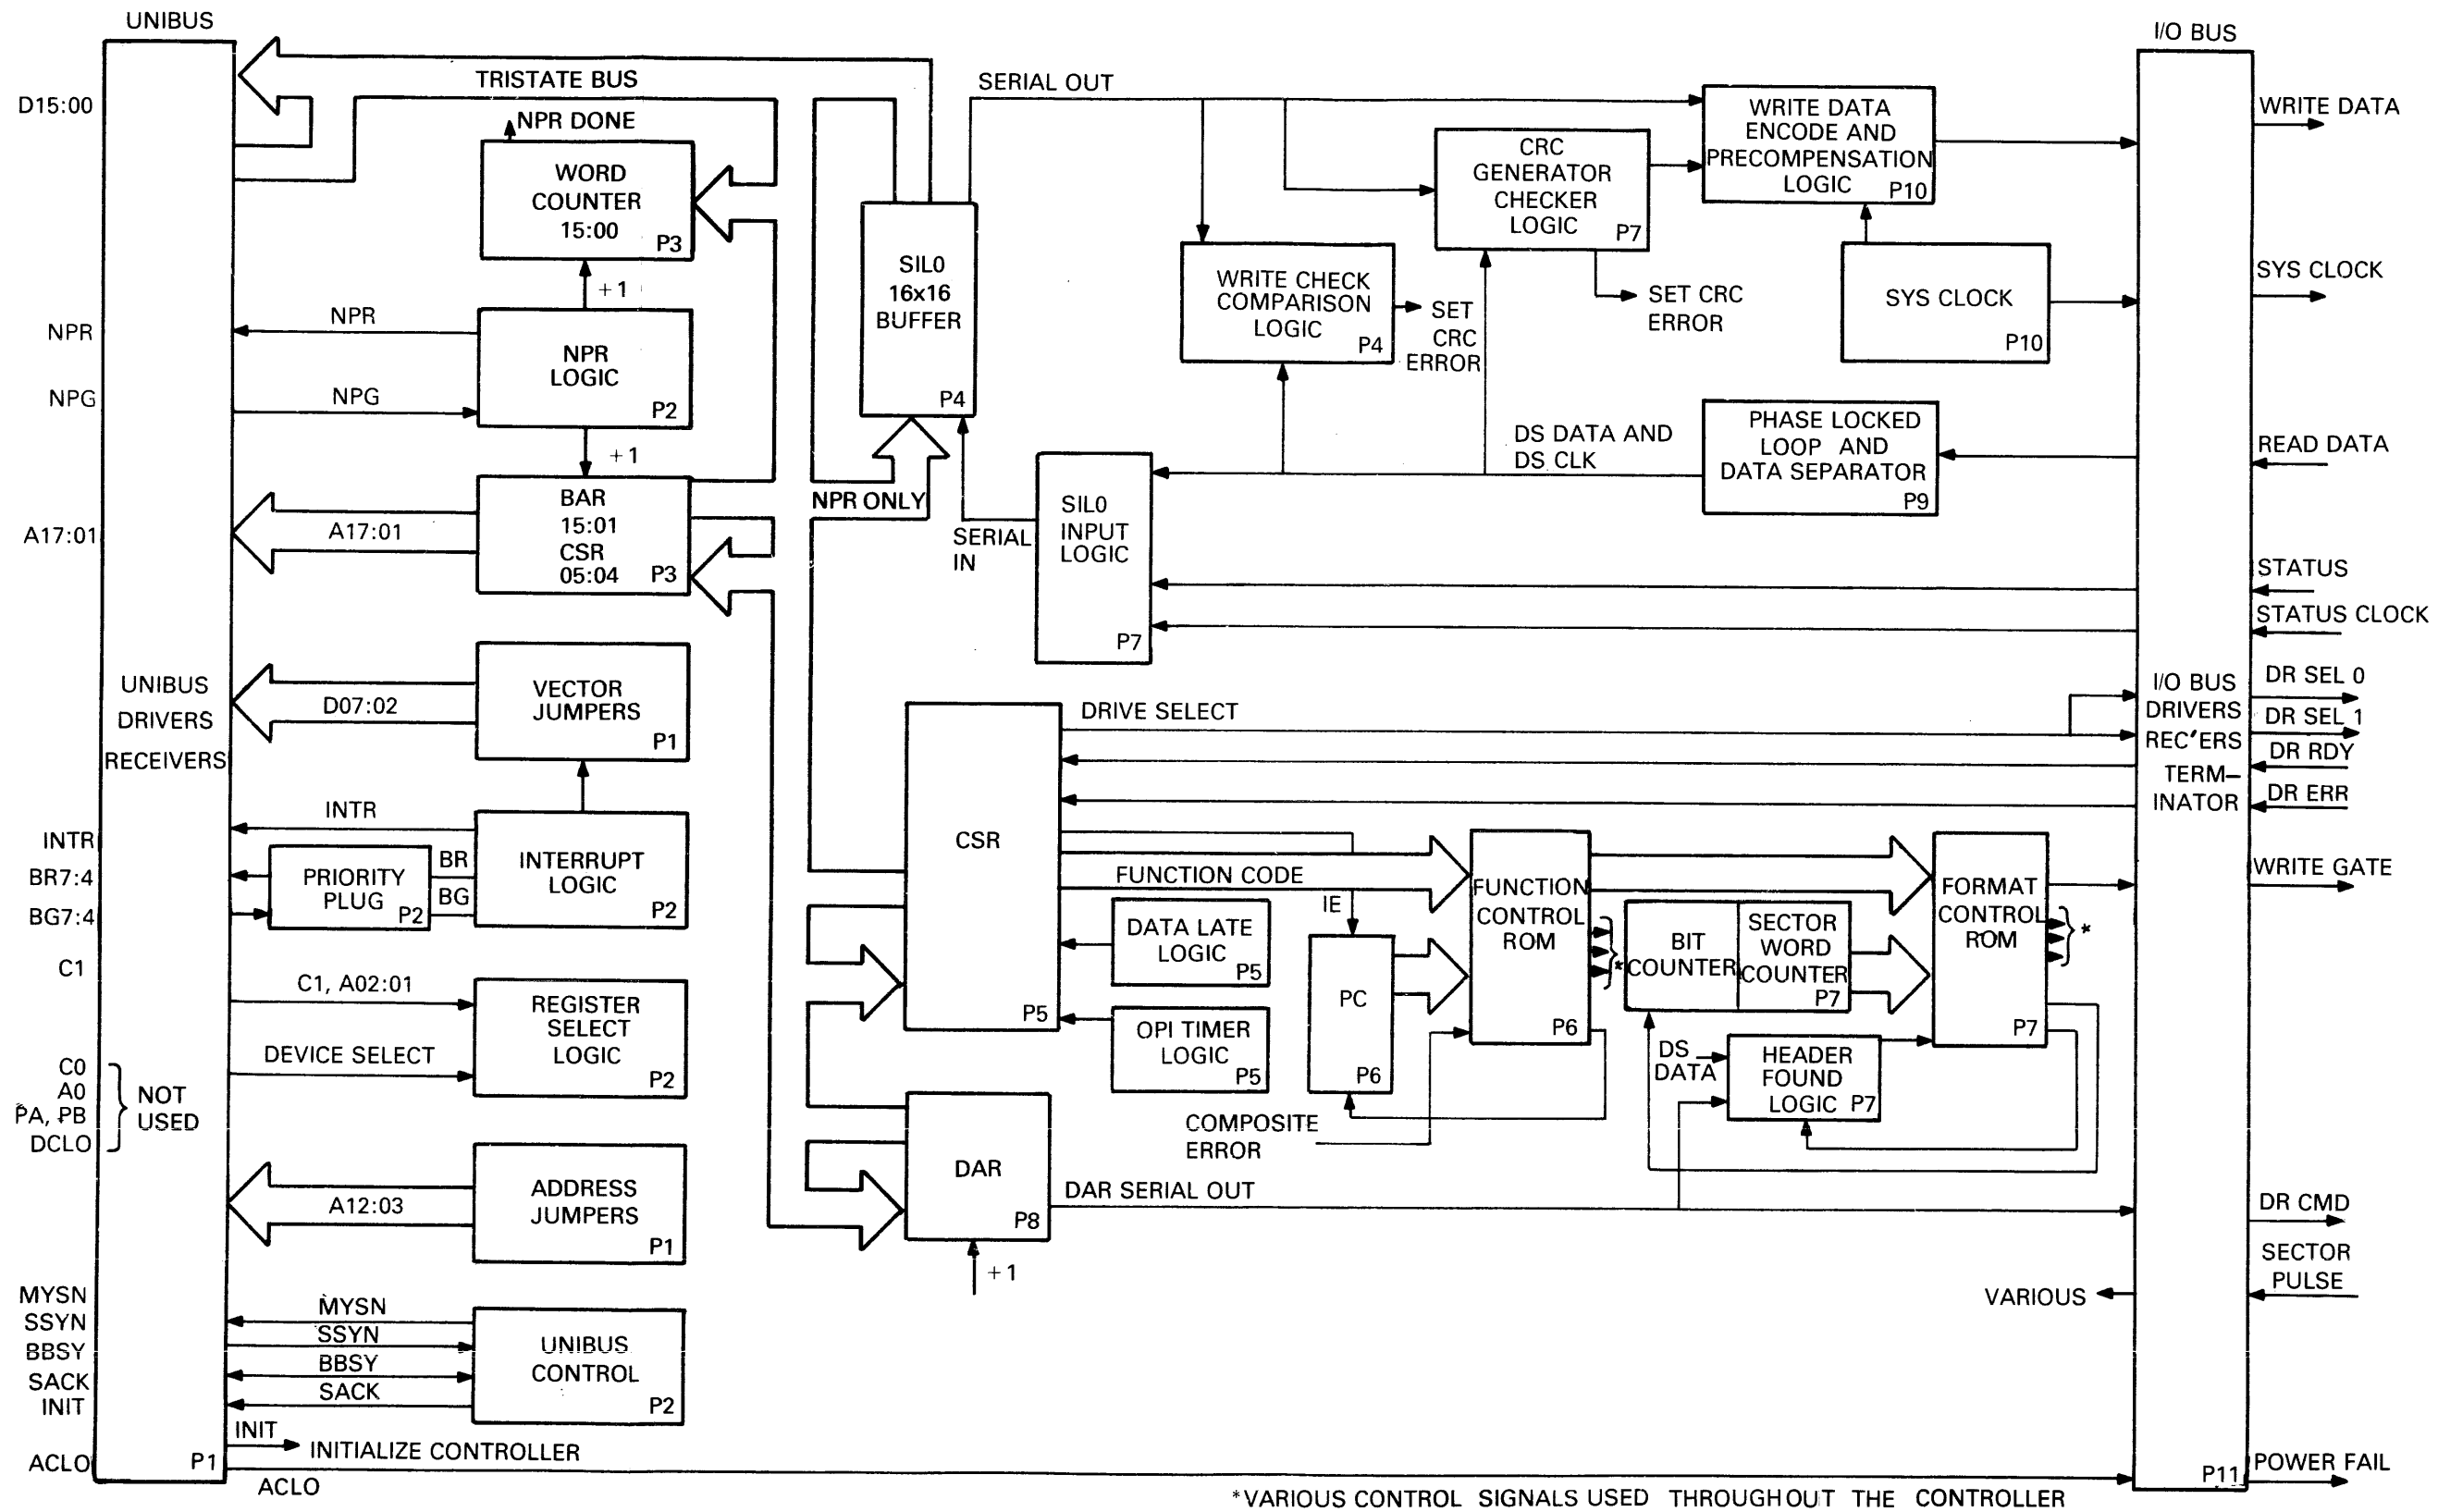 UNIBUS
I/O BUS
D15:00
NPR
NPG
A17:01
INTR
BR7:4
BG7:4
C1
C0
A0
PA, PB
DCLO
NOT
USED
MYSN
SSYN
BBSY
SACK
INIT
ACLO
UNIBUS
DRIVERS
RECEIVERS
P1
TRISTATE BUS
NPR DONE
WORD
COUNTER
15:00
P3
+1
NPR
NPG
NPR
LOGIC
P2
+1
A17:01
BAR
15:01
CSR
05:04
P3
D07:02
VECTOR
JUMPERS
P1
INTR
PRIORITY
PLUG
P2
BR
BG
INTERRUPT
LOGIC
P2
C1, A02:01
DEVICE SELECT
REGISTER
SELECT
LOGIC
P2
A12:03
ADDRESS
JUMPERS
P1
MYSN
SSYN
BBSY
SACK
UNIBUS
CONTROL
P2
INIT
INITIALIZE CONTROLLER
ACLO
SERIAL OUT
SILO
16x16
BUFFER
P4
NPR ONLY
SERIAL
IN
SILO
INPUT
LOGIC
P7
WRITE CHECK
COMPARISON
LOGIC
P4
SET
CRC
ERROR
CRC
GENERATOR
CHECKER
LOGIC
P7
SET CRC
ERROR
WRITE DATA
ENCODE AND
PRECOMPENSATION
LOGIC
P10
SYS CLOCK
P10
DS DATA AND
DS CLK
PHASE LOCKED
LOOP AND
DATA SEPARATOR
P9
CSR
P5
DRIVE SELECT
FUNCTION CODE
IE
DATA LATE
LOGIC
P5
OPI TIMER
LOGIC
P5
PC
P6
COMPOSITE
ERROR
FUNCTION
CONTROL
ROM
P6
*
BIT
COUNTER
SECTOR
WORD
COUNTER
P7
DS
DATA
HEADER
FOUND
LOGIC P7
FORMAT
CONTROL
ROM
P7
*
DAR
P8
+1
DAR SERIAL OUT
VARIOUS
I/O BUS
DRIVERS
REC'ERS
TERM–
INATOR
P11
WRITE DATA
SYS CLOCK
READ DATA
STATUS
STATUS CLOCK
DR SEL 0
DR SEL 1
DR RDY
DR ERR
WRITE GATE
DR CMD
SECTOR
PULSE
POWER FAIL
*VARIOUS CONTROL SIGNALS USED THROUGHOUT THE CONTROLLER